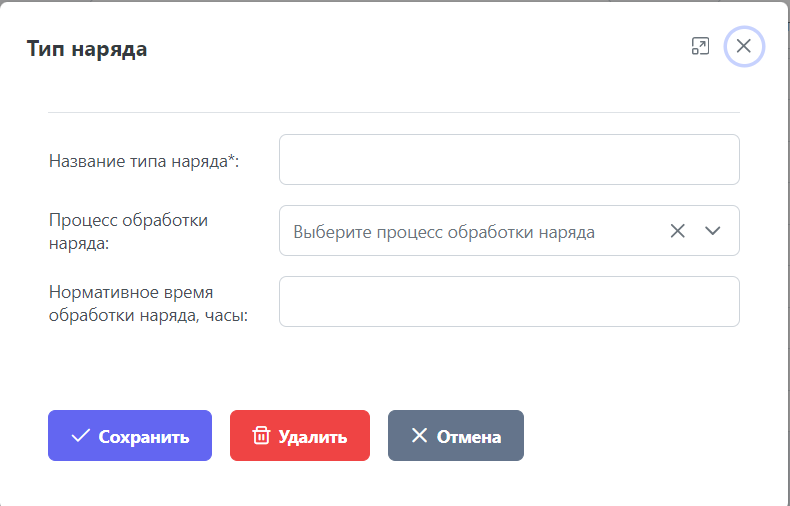 Тип наряда
Название типа наряда*:
Процесс обработки
наряда:
Выберите процесс обработки наряда
Нормативное время
обработки наряда, часы:
Сохранить
Удалить
Отмена